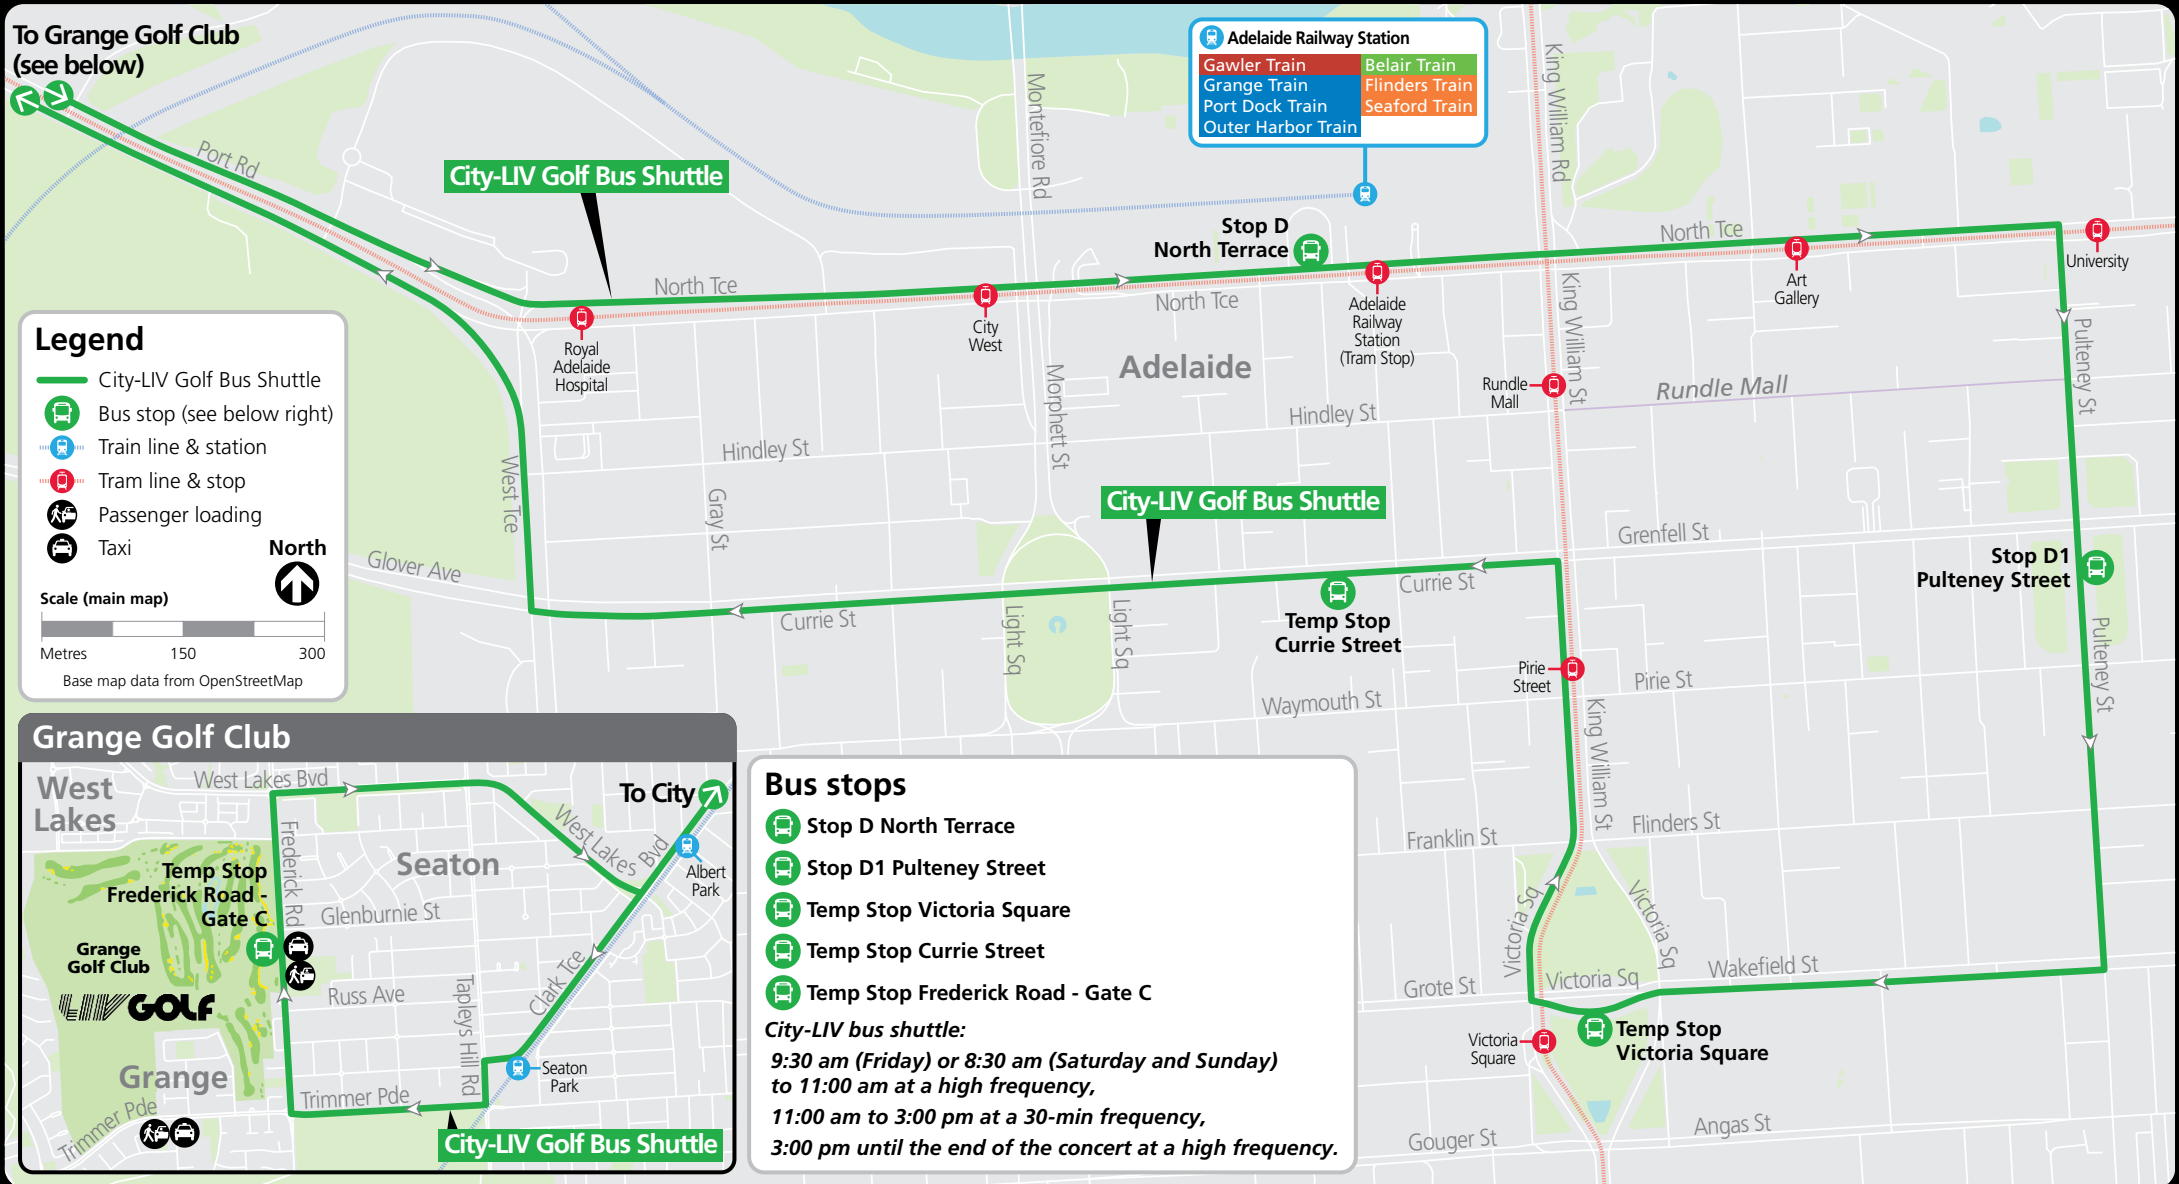 To Grange Golf Club
(see below)
Port Rd
City-LIV Golf Bus Shuttle
Montefiore Rd
Adelaide Railway Station
Gawler Train
Belair Train
Grange Train
Flinders Train
Port Dock Train
Seaford Train
Outer Harbor Train
King William Rd
Stop D
North Terrace
North Tce
North Tce
North Tce
University
Art
Gallery
Adelaide
Railway
Station
(Tram Stop)
City
West
Royal
Adelaide
Hospital
Adelaide
King William St
Pulteney St
Rundle
Mall
Rundle Mall
Morphett St
Hindley St
Hindley St
West Tce
Gray St
Glover Ave
City-LIV Golf Bus Shuttle
Grenfell St
Stop D1
Pulteney Street
Currie St
Currie St
Temp Stop
Currie Street
Light Sq
Light Sq
Pirie
Street
Pirie St
Pulteney St
Waymouth St
King William St
Franklin St
Flinders St
Victoria Sq
Victoria Sq
Victoria Sq
Wakefield St
Grote St
Victoria
Square
Temp Stop
Victoria Square
Gouger St
Angas St
Legend
City-LIV Golf Bus Shuttle
Bus stop (see below right)
Train line & station
Tram line & stop
Passenger loading
Taxi
North
Scale (main map)
Metres 150 300
Base map data from OpenStreetMap
Grange Golf Club
West
Lakes
West Lakes Bvd
To City
West Lakes Bvd
Albert
Park
Frederick Rd
Seaton
Temp Stop
Frederick Road -
Gate C
Glenburnie St
Grange
Golf Club
LIV GOLF
Russ Ave
Tapleys Hill Rd
Clark Tce
Seaton
Park
Grange
Trimmer Pde
Trimmer Pde
City-LIV Golf Bus Shuttle
Bus stops
Stop D North Terrace
Stop D1 Pulteney Street
Temp Stop Victoria Square
Temp Stop Currie Street
Temp Stop Frederick Road - Gate C
City-LIV bus shuttle:
9:30 am (Friday) or 8:30 am (Saturday and Sunday)
to 11:00 am at a high frequency,
11:00 am to 3:00 pm at a 30-min frequency,
3:00 pm until the end of the concert at a high frequency.